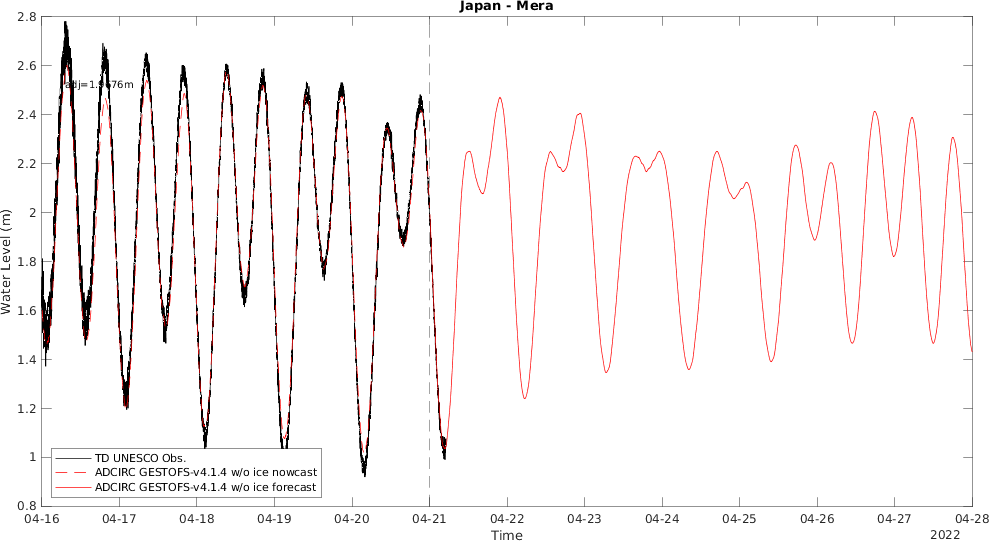 Japan - Mera
2.8
2.6
2.4
2.2
2
1.8
1.6
1.4
1.2
1
0.8
Water Level (m)
TD UNESCO Obs.
ADCIRC GESTOFS-v4.1.4 w/o ice nowcast
ADCIRC GESTOFS-v4.1.4 w/o ice forecast
04-16 04-17 04-18 04-19 04-20 04-21 04-22 04-23 04-24 04-25 04-26 04-27 04-28
Time
2022